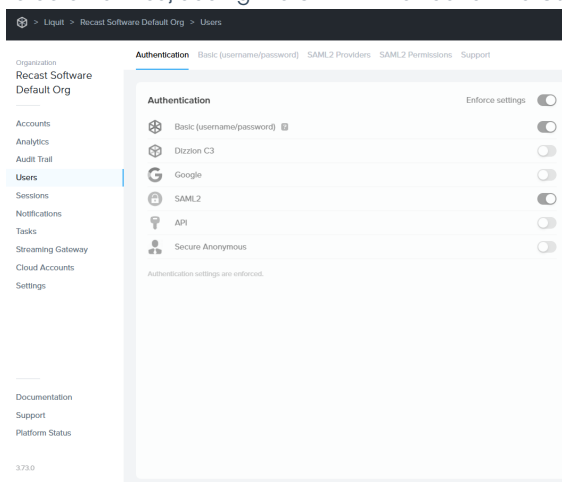 > Liquit > Recast Software Default Org > Users
Authentication Basic (username/password) SAML2 Providers SAML2 Permissions Support
Organization
Recast Software
Default Org
Accounts
Analytics
Audit Trail
Users
Sessions
Notifications
Tasks
Streaming Gateway
Cloud Accounts
Settings
Documentation
Support
Platform Status
3.73.0
Authentication Enforce settings
Basic (username/password) ?
Dizzion C3
Google
SAML2
API
Secure Anonymous
Authentication settings are enforced.